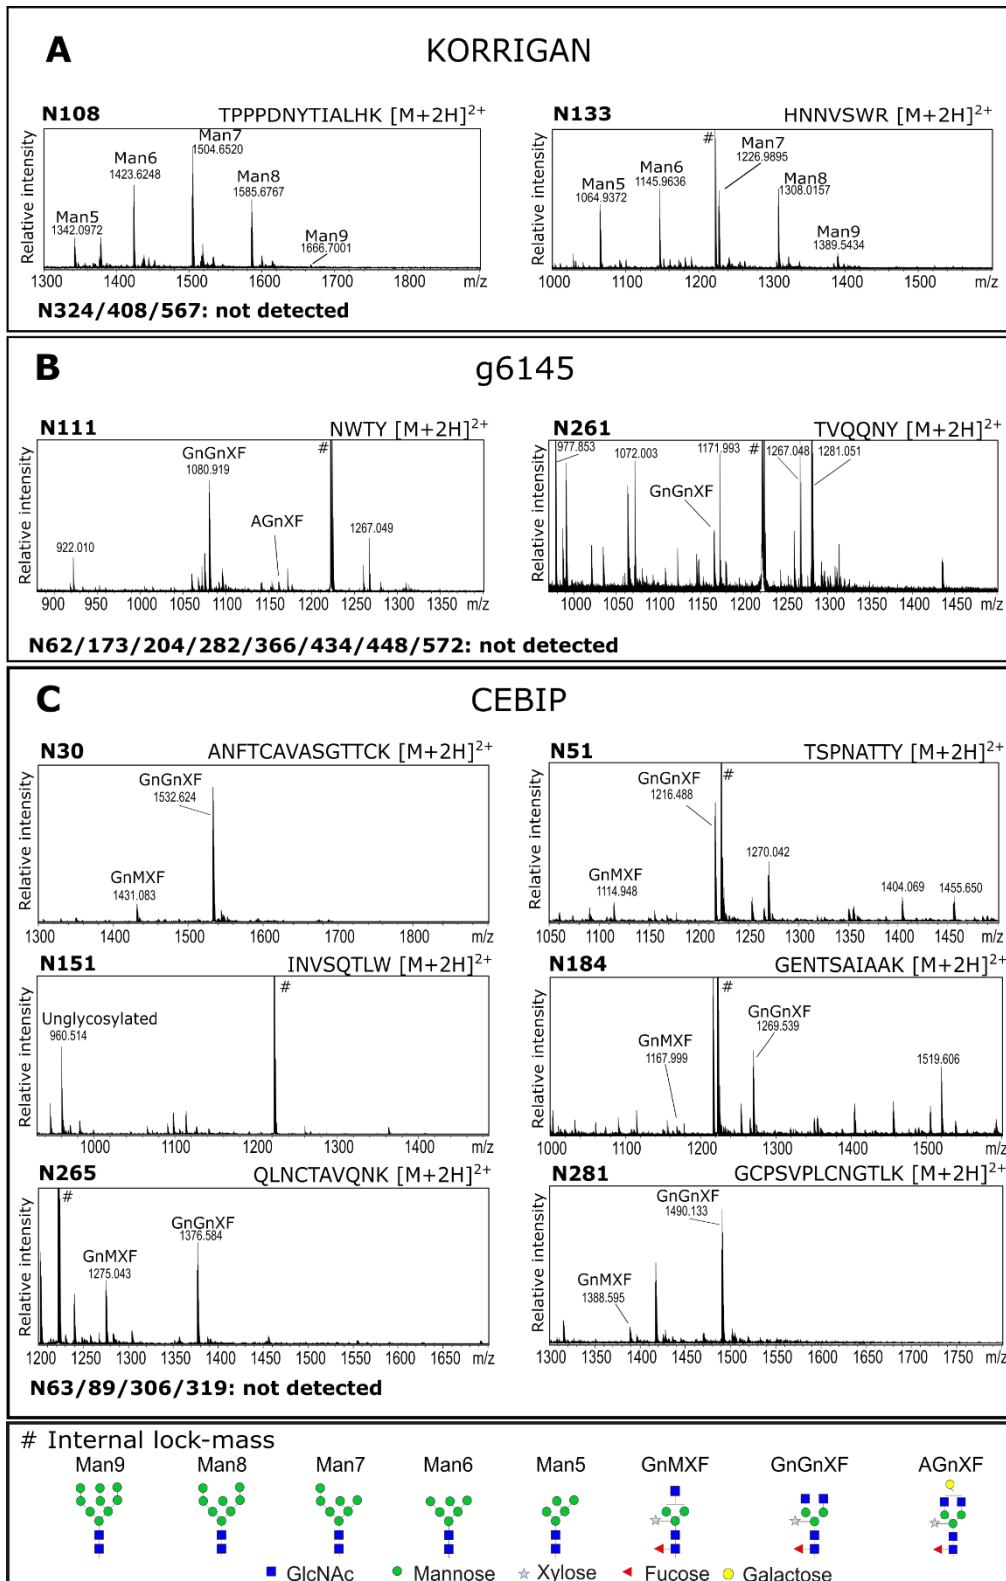 A
KORRIGAN
N108
TPPPDNYTIALHK [M+2H]2+
Relative intensity
Man5
1342.0972
Man6
1423.6248
Man7
1504.6520
Man8
1585.6767
Man9
1666.7001
1300 1400 1500 1600 1700 1800 m/z
N133
HNNVSWR [M+2H]2+
Relative intensity
#
Man5
1064.9372
Man6
1145.9636
Man7
1226.9895
Man8
1308.0157
Man9
1389.5434
1000 1100 1200 1300 1400 1500 m/z
N324/408/567: not detected
B
g6145
N111
NWTY [M+2H]2+
Relative intensity
922.010
GnGnXF
1080.919
AGnXF
#
1267.049
900 950 1000 1050 1100 1150 1200 1250 1300 1350 m/z
N261
TVQQNY [M+2H]2+
Relative intensity
977.853
1072.003
GnGnXF
1171.993
#
1267.048
1281.051
1000 1050 1100 1150 1200 1250 1300 1350 1400 1450 m/z
N62/173/204/282/366/434/448/572: not detected
C
CEBIP
N30
ANFTCAVASGTTCK [M+2H]2+
Relative intensity
GnMXF
1431.083
GnGnXF
1532.624
1300 1400 1500 1600 1700 1800 m/z
N51
TSPNATTY [M+2H]2+
Relative intensity
GnMXF
1114.948
GnGnXF
1216.488
#
1270.042
1404.069
1455.650
1050 1100 1150 1200 1250 1300 1350 1400 1450 m/z
N151
INVSQTLW [M+2H]2+
Relative intensity
Unglycosylated
960.514
#
1000 1100 1200 1300 1400 m/z
N184
GENTSAIAAK [M+2H]2+
Relative intensity
GnMXF
1167.999
#
GnGnXF
1269.539
1519.606
1000 1100 1200 1300 1400 1500 m/z
N265
QLNCTAVQNK [M+2H]2+
Relative intensity
#
GnMXF
1275.043
GnGnXF
1376.584
1200 1250 1300 1350 1400 1450 1500 1550 1600 1650 m/z
N281
GCPSVPLCNGTLK [M+2H]2+
Relative intensity
GnMXF
1388.595
GnGnXF
1490.133
1300 1350 1400 1450 1500 1550 1600 1650 1700 1750 m/z
N63/89/306/319: not detected
# Internal lock-mass
Man9 Man8 Man7 Man6 Man5 GnMXF GnGnXF AGnXF
GlcNAc Mannose Xylose Fucose Galactose